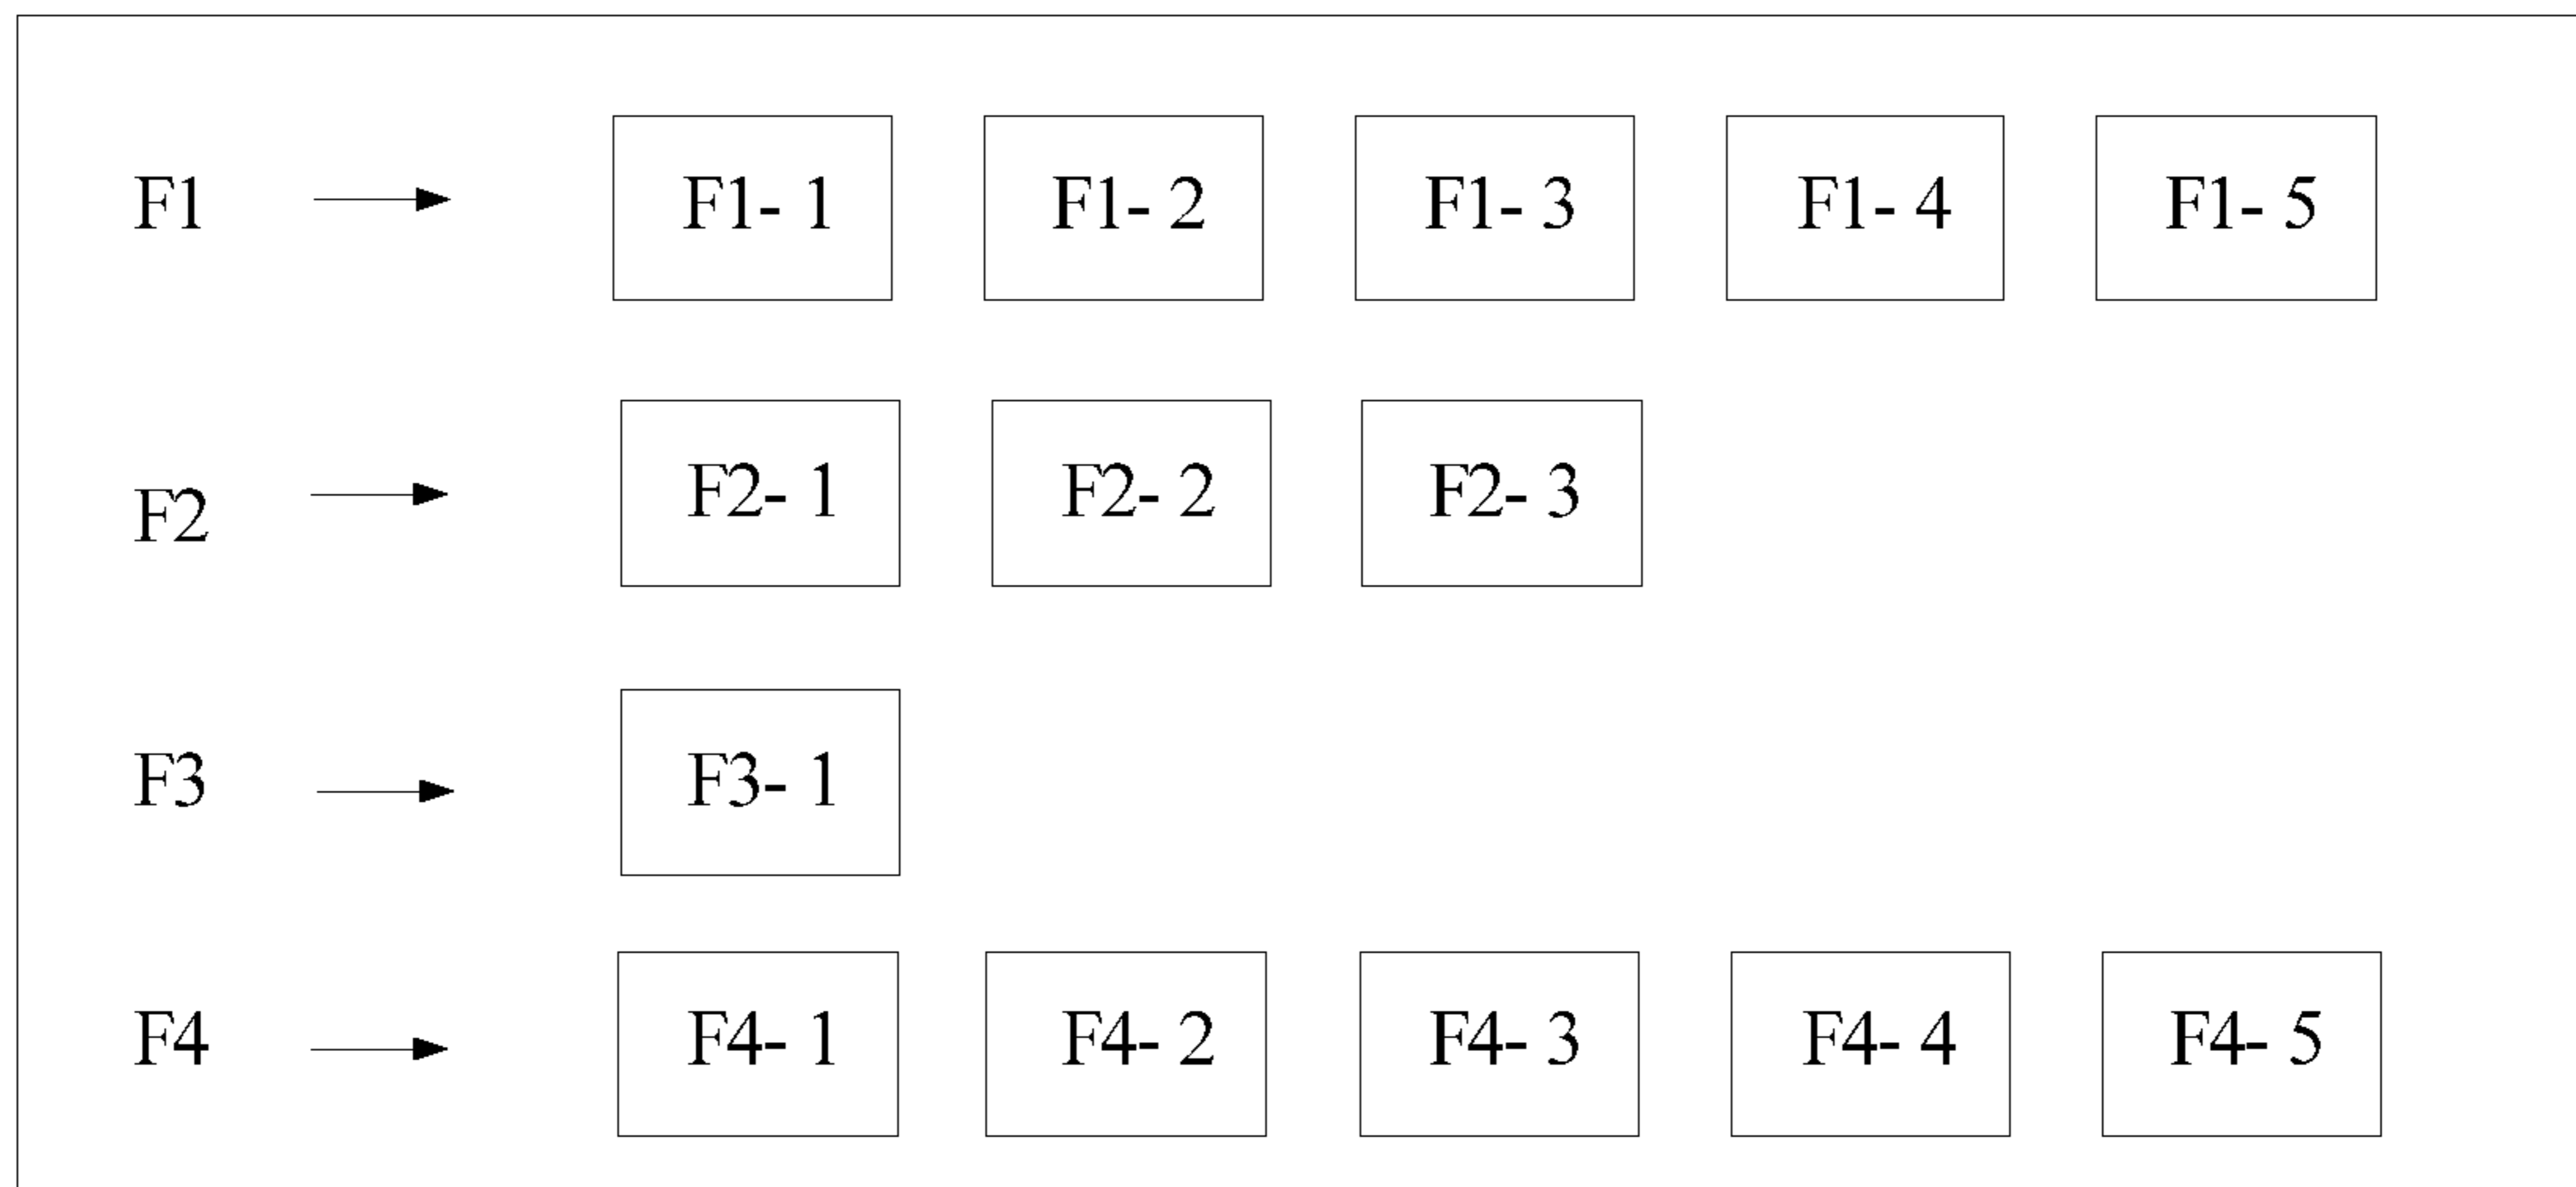 F1 F1- 1 F1- 2 F1- 3 F1- 4 F1- 5
F2 F2- 1 F2- 2 F2- 3
F3 F3- 1
F4 F4- 1 F4- 2 F4- 3 F4- 4 F4- 5